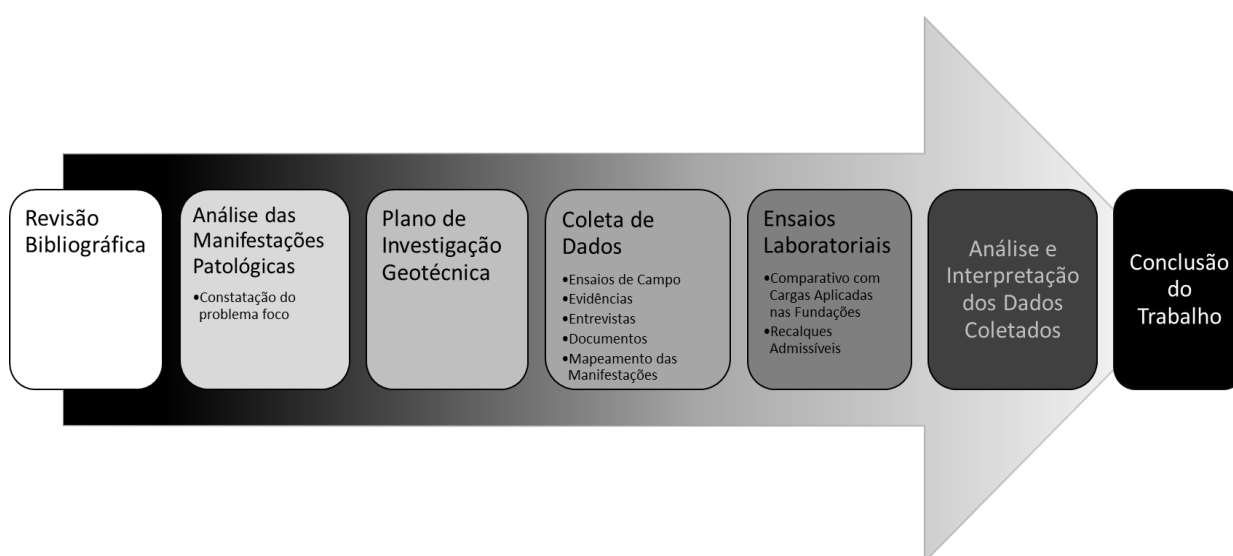 Revisão
Bibliográfica
Análise das
Manifestações
Patológicas
•Constatação do
problema foco
Plano de
Investigação
Geotécnica
Coleta de
Dados
•Ensaios de Campo
•Evidências
•Entrevistas
•Documentos
•Mapeamento das
Manifestações
Ensaios
Laboratoriais
•Comparativo com
Cargas Aplicadas
nas Fundações
•Recalques
Admissíveis
Análise e
Interpretação
dos Dados
Coletados
Conclusão
do
Trabalho